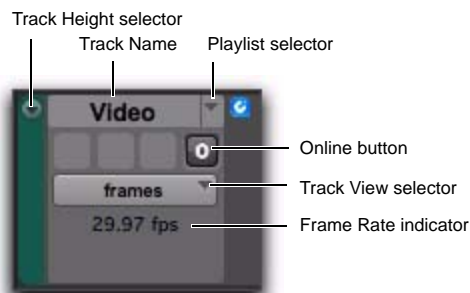 Track Height selector
Track Name
Playlist selector
Video
O
Online button
frames
Track View selector
29.97 fps
Frame Rate indicator